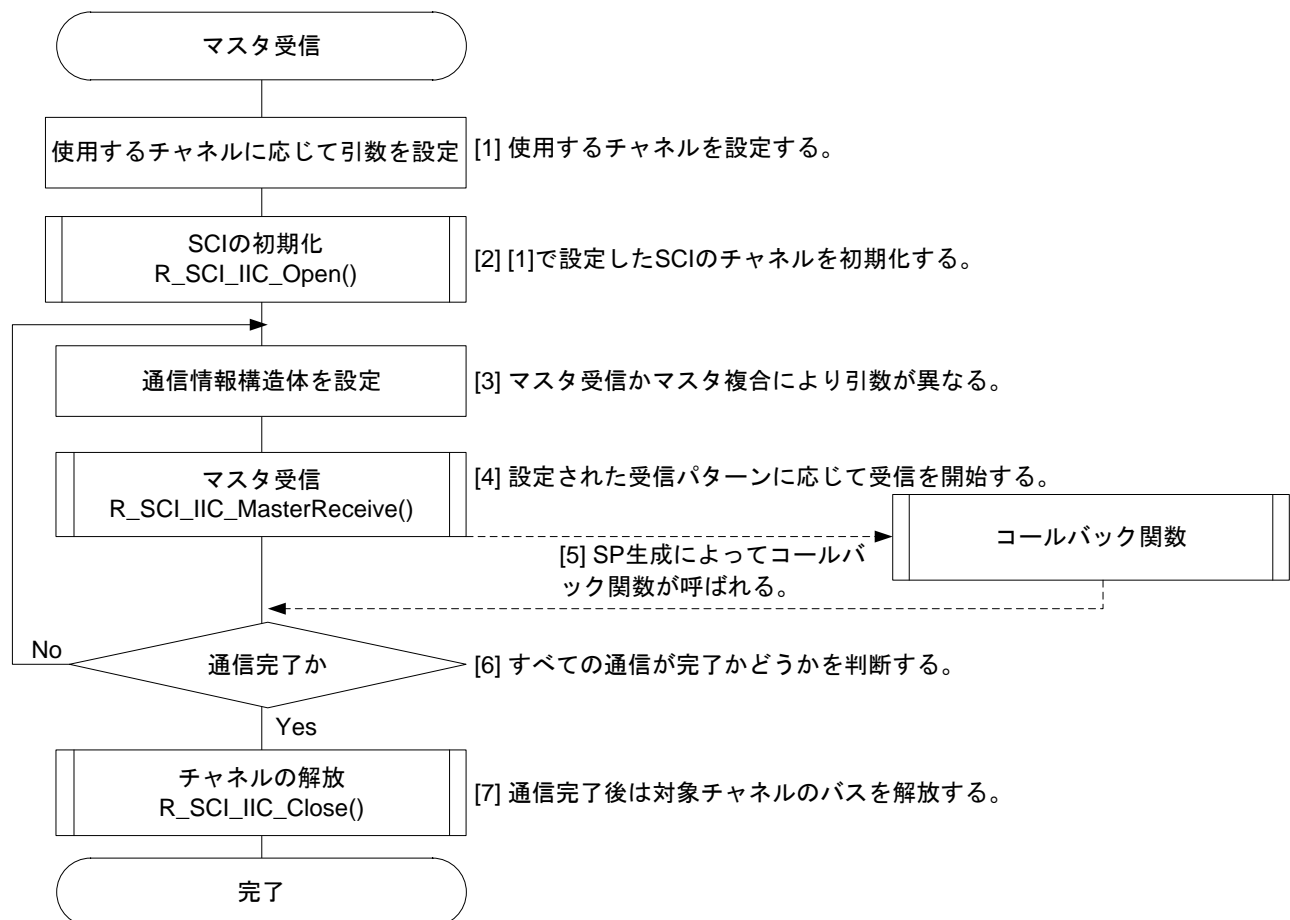 マスタ受信
使用するチャネルに応じて引数を設定
[1] 使用するチャネルを設定する。
SCIの初期化
R_SCI_IIC_Open()
[2] [1]で設定したSCIのチャネルを初期化する。
通信情報構造体を設定
[3] マスタ受信かマスタ複合により引数が異なる。
マスタ受信
R_SCI_IIC_MasterReceive()
[4] 設定された受信パターンに応じて受信を開始する。
コールバック関数
[5] SP生成によってコールバ
ック関数が呼ばれる。
No
通信完了か
[6] すべての通信が完了かどうかを判断する。
Yes
チャネルの解放
R_SCI_IIC_Close()
[7] 通信完了後は対象チャネルのバスを解放する。
完了